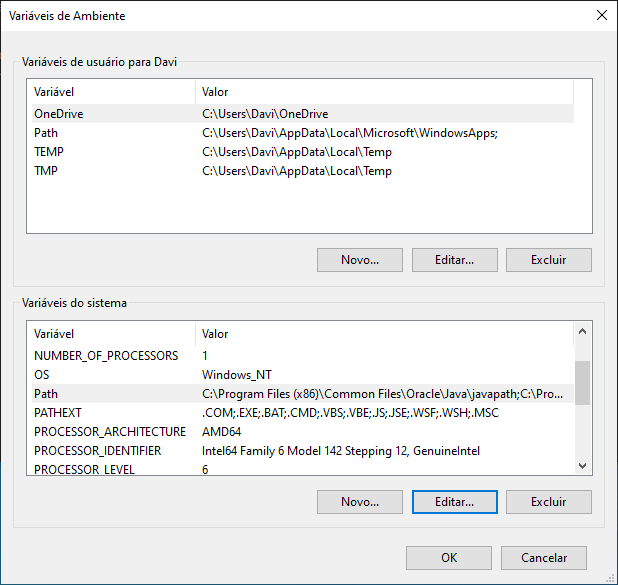 Variáveis de Ambiente
Variáveis de usuário para Davi
Variável Valor
OneDrive C:\Users\Davi\OneDrive
Path C:\Users\Davi\AppData\Local\Microsoft\WindowsApps;
TEMP C:\Users\Davi\AppData\Local\Temp
TMP C:\Users\Davi\AppData\Local\Temp
Novo... Editar... Excluir
Variáveis do sistema
Variável Valor
NUMBER_OF_PROCESSORS 1
OS Windows_NT
Path C:\Program Files (x86)\Common Files\Oracle\Java\javapath;C:\Pro...
PATHEXT .COM;.EXE;.BAT;.CMD;.VBS;.VBE;.JS;.JSE;.WSF;.WSH;.MSC
PROCESSOR_ARCHITECTURE AMD64
PROCESSOR_IDENTIFIER Intel64 Family 6 Model 142 Stepping 12, GenuineIntel
PROCESSOR_LEVEL 6
Novo... Editar... Excluir
OK Cancelar